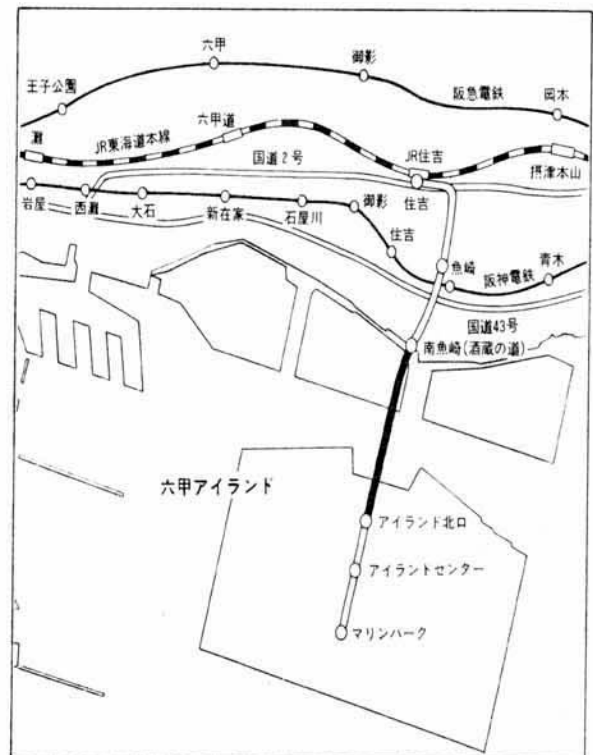 六甲
御影
王子公園
阪急電鉄
岡本
灘
JR東海道本線
六甲道
JR住吉
摂津本山
国道2号
住吉
岩屋
西灘
大石
新在家
石屋川
御影
住吉
魚崎
青木
阪神電鉄
国道43号
南魚崎(酒蔵の道)
六甲アイランド
アイランド北口
アイランドセンター
マリンパーク